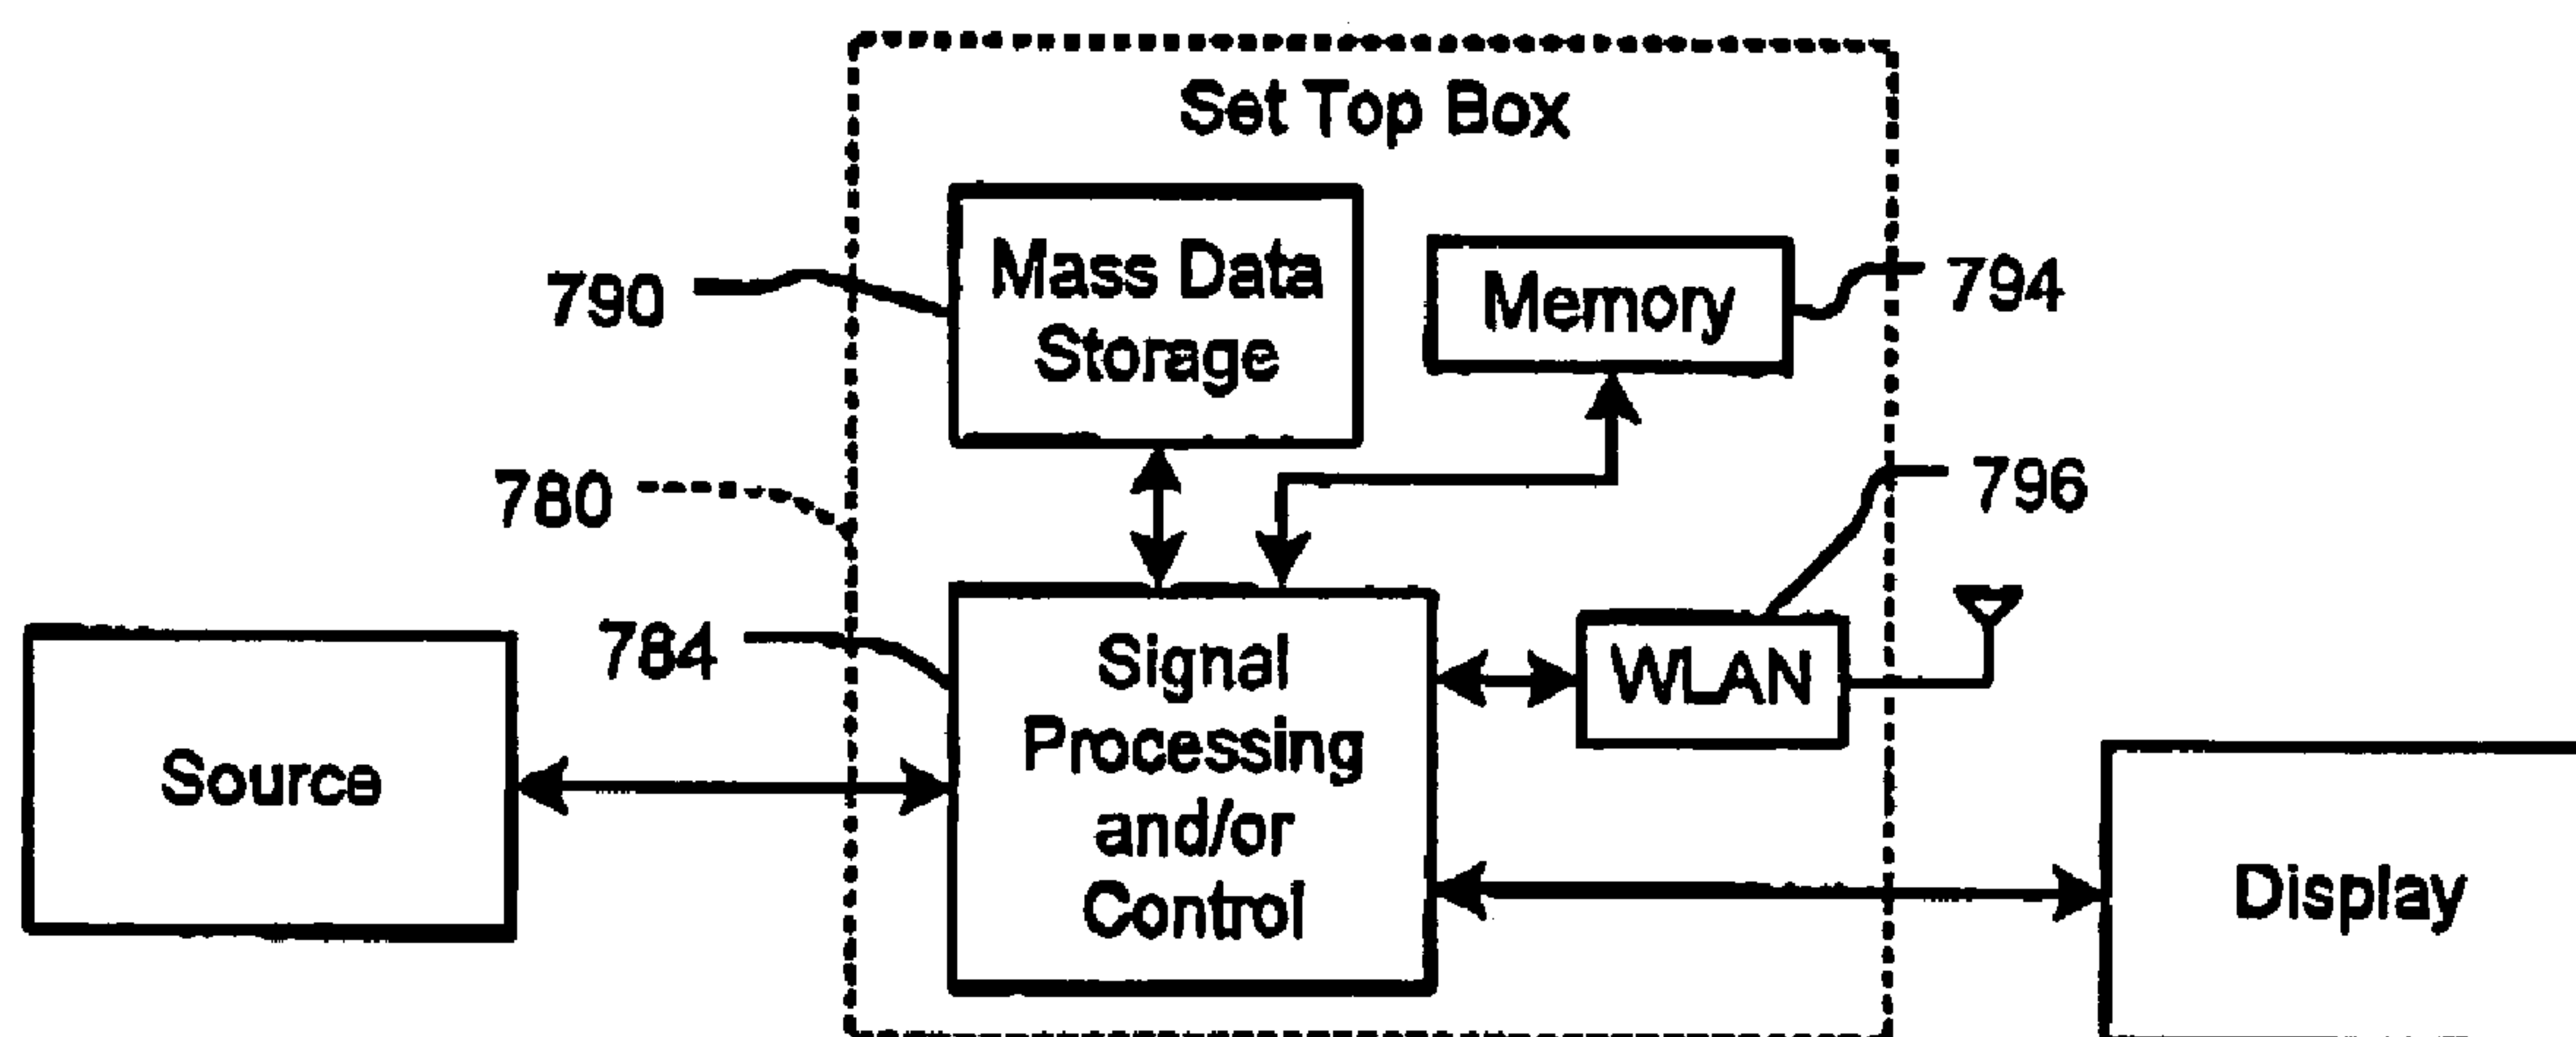 Set Top Box
790
Mass Data
Storage
Memory
794
780
796
784
Signal
Processing
and/or
Control
WLAN
Source
Display